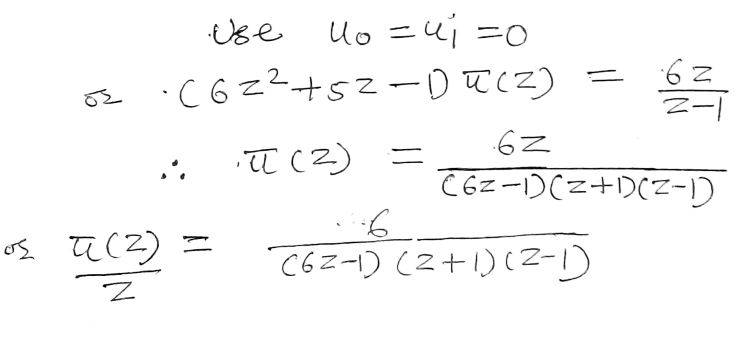 Use u₀ = u₁ = 0
or (6z² + 5z - 1) ū(z) = 6z / (z-1)
∴ ū(z) = 6z / ((6z-1)(z+1)(z-1))
or ū(z) / z = 6 / ((6z-1)(z+1)(z-1))